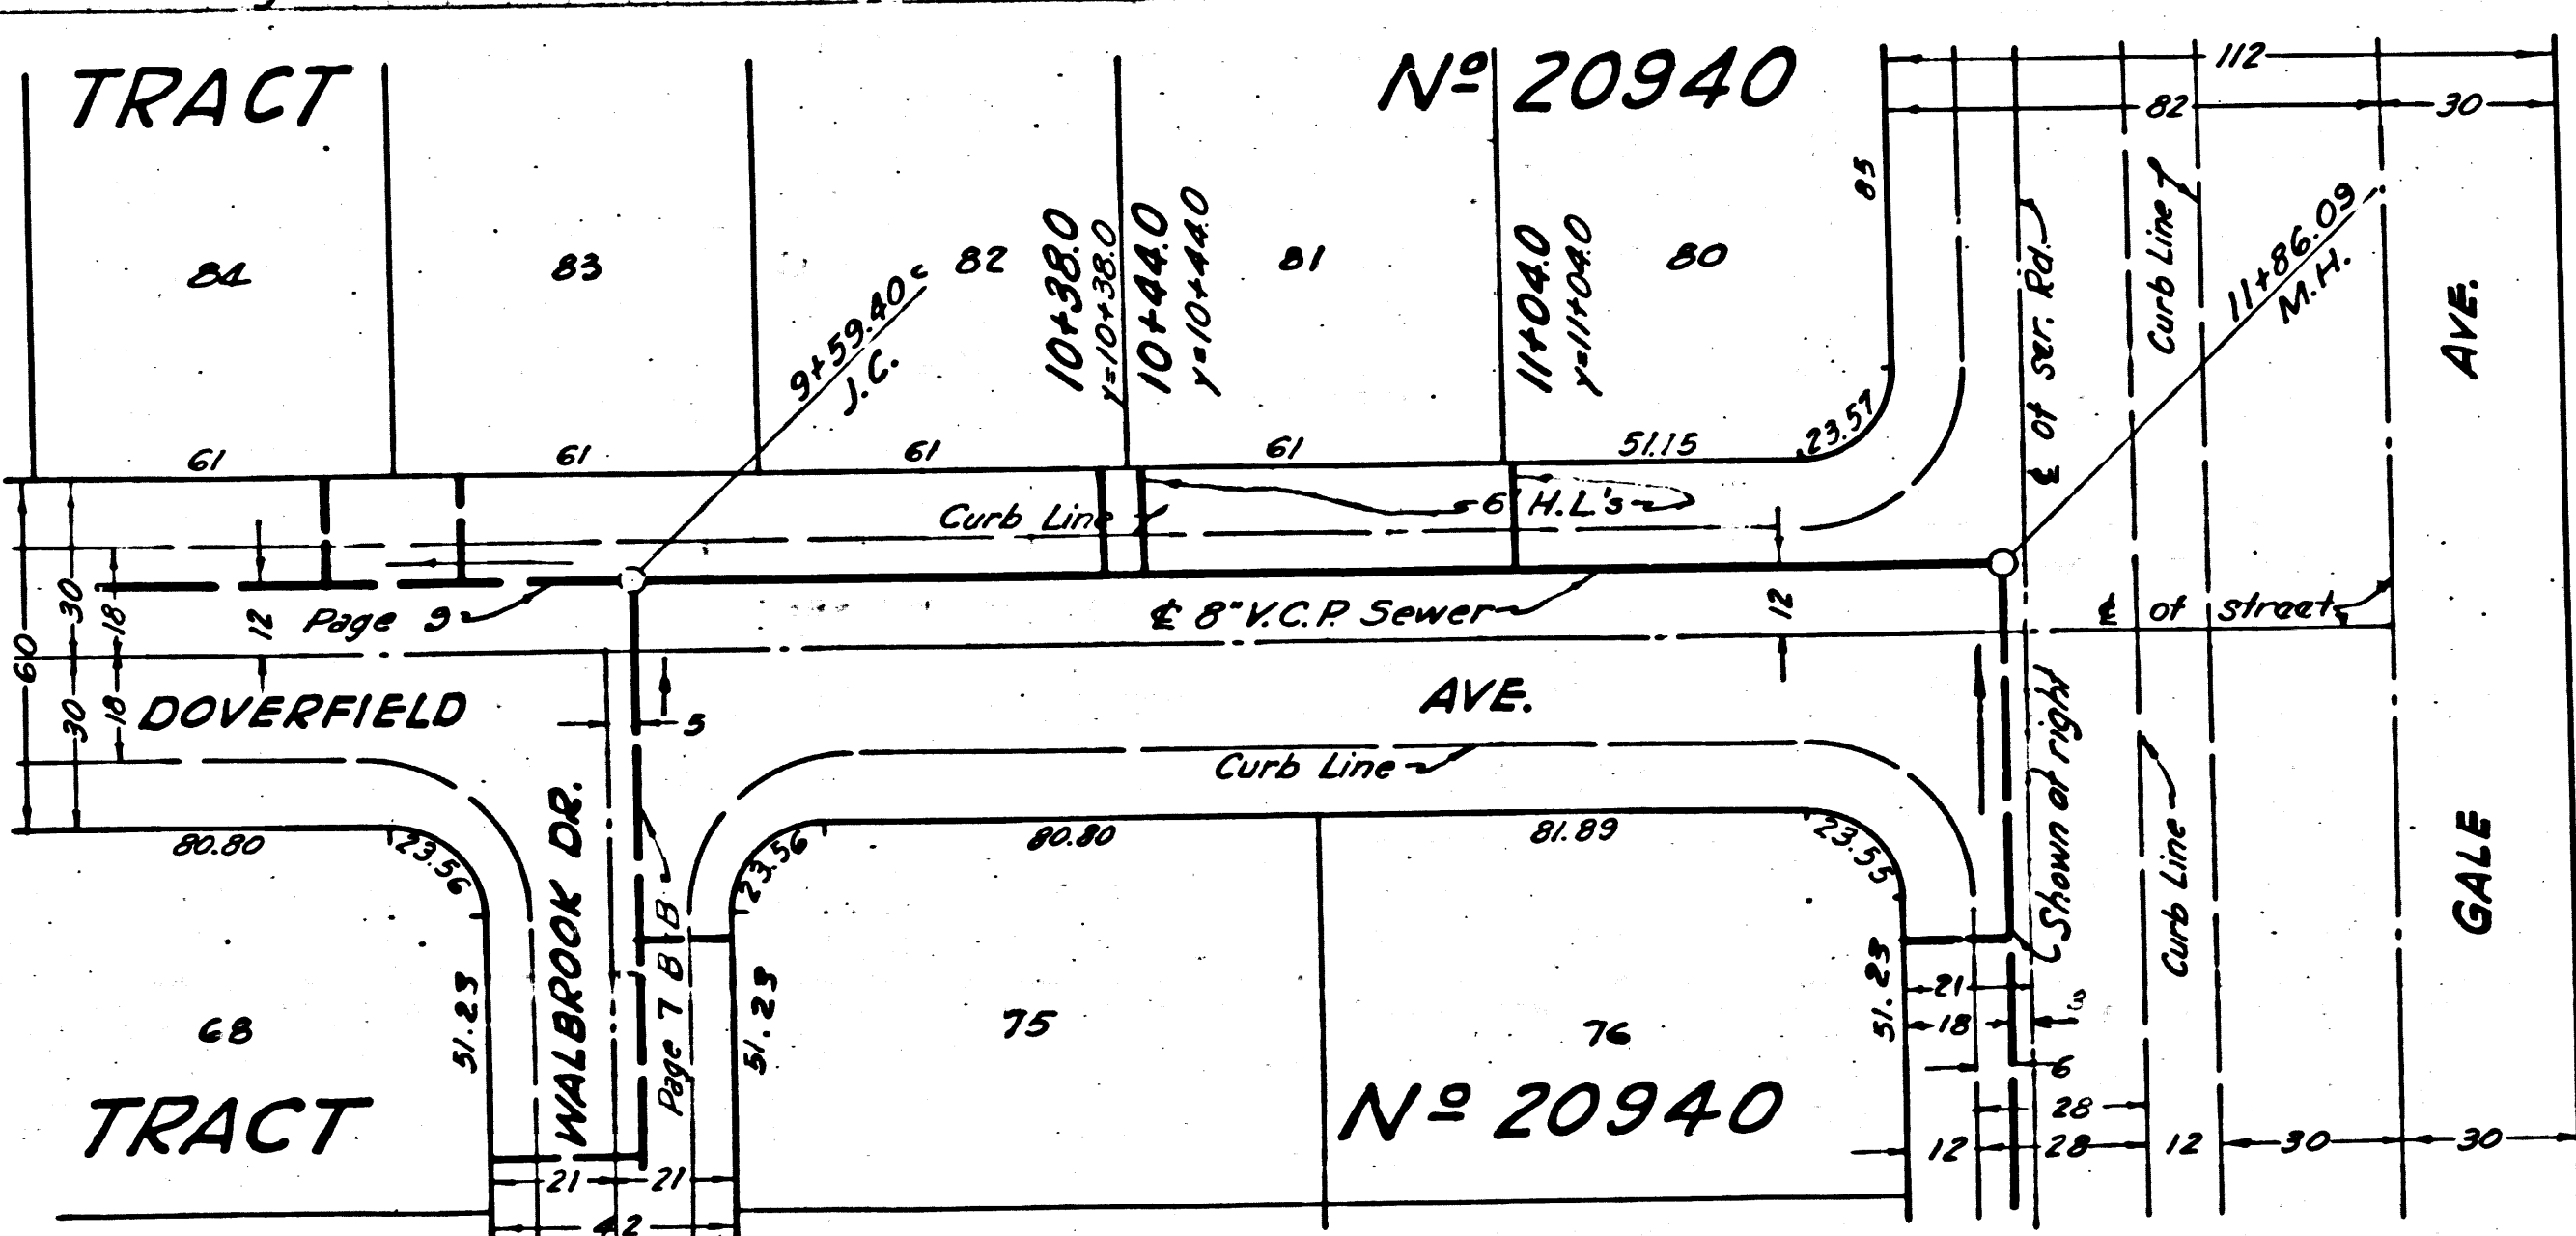 TRACT Nº 20940
112
82 30
85
84 83 82 81 80
10+38.0
y=10+38.0
10+44.0
y=10+44.0
11+04.0
y=11+04.0
9+59.40
J.C.
11+86.09
M.H.
℄ of ser. Rd.
Curb Line
AVE.
61 61 61 61 51.15 23.57
Curb Line
6' H.L's
60 30 18 12
Page 9
℄ 8" V.C.P. Sewer
12
℄ of street
30 18
DOVERFIELD AVE.
5
Curb Line
Shown at right
Curb Line
GALE
80.80 23.56
23.56 80.80 81.89 23.55
WALBROOK DR.
Page 7 B B B
51.23 51.23 51.23
68 75 76
21
18 3
6
28
12 28 12 30 30
TRACT Nº 20940
21 21
42